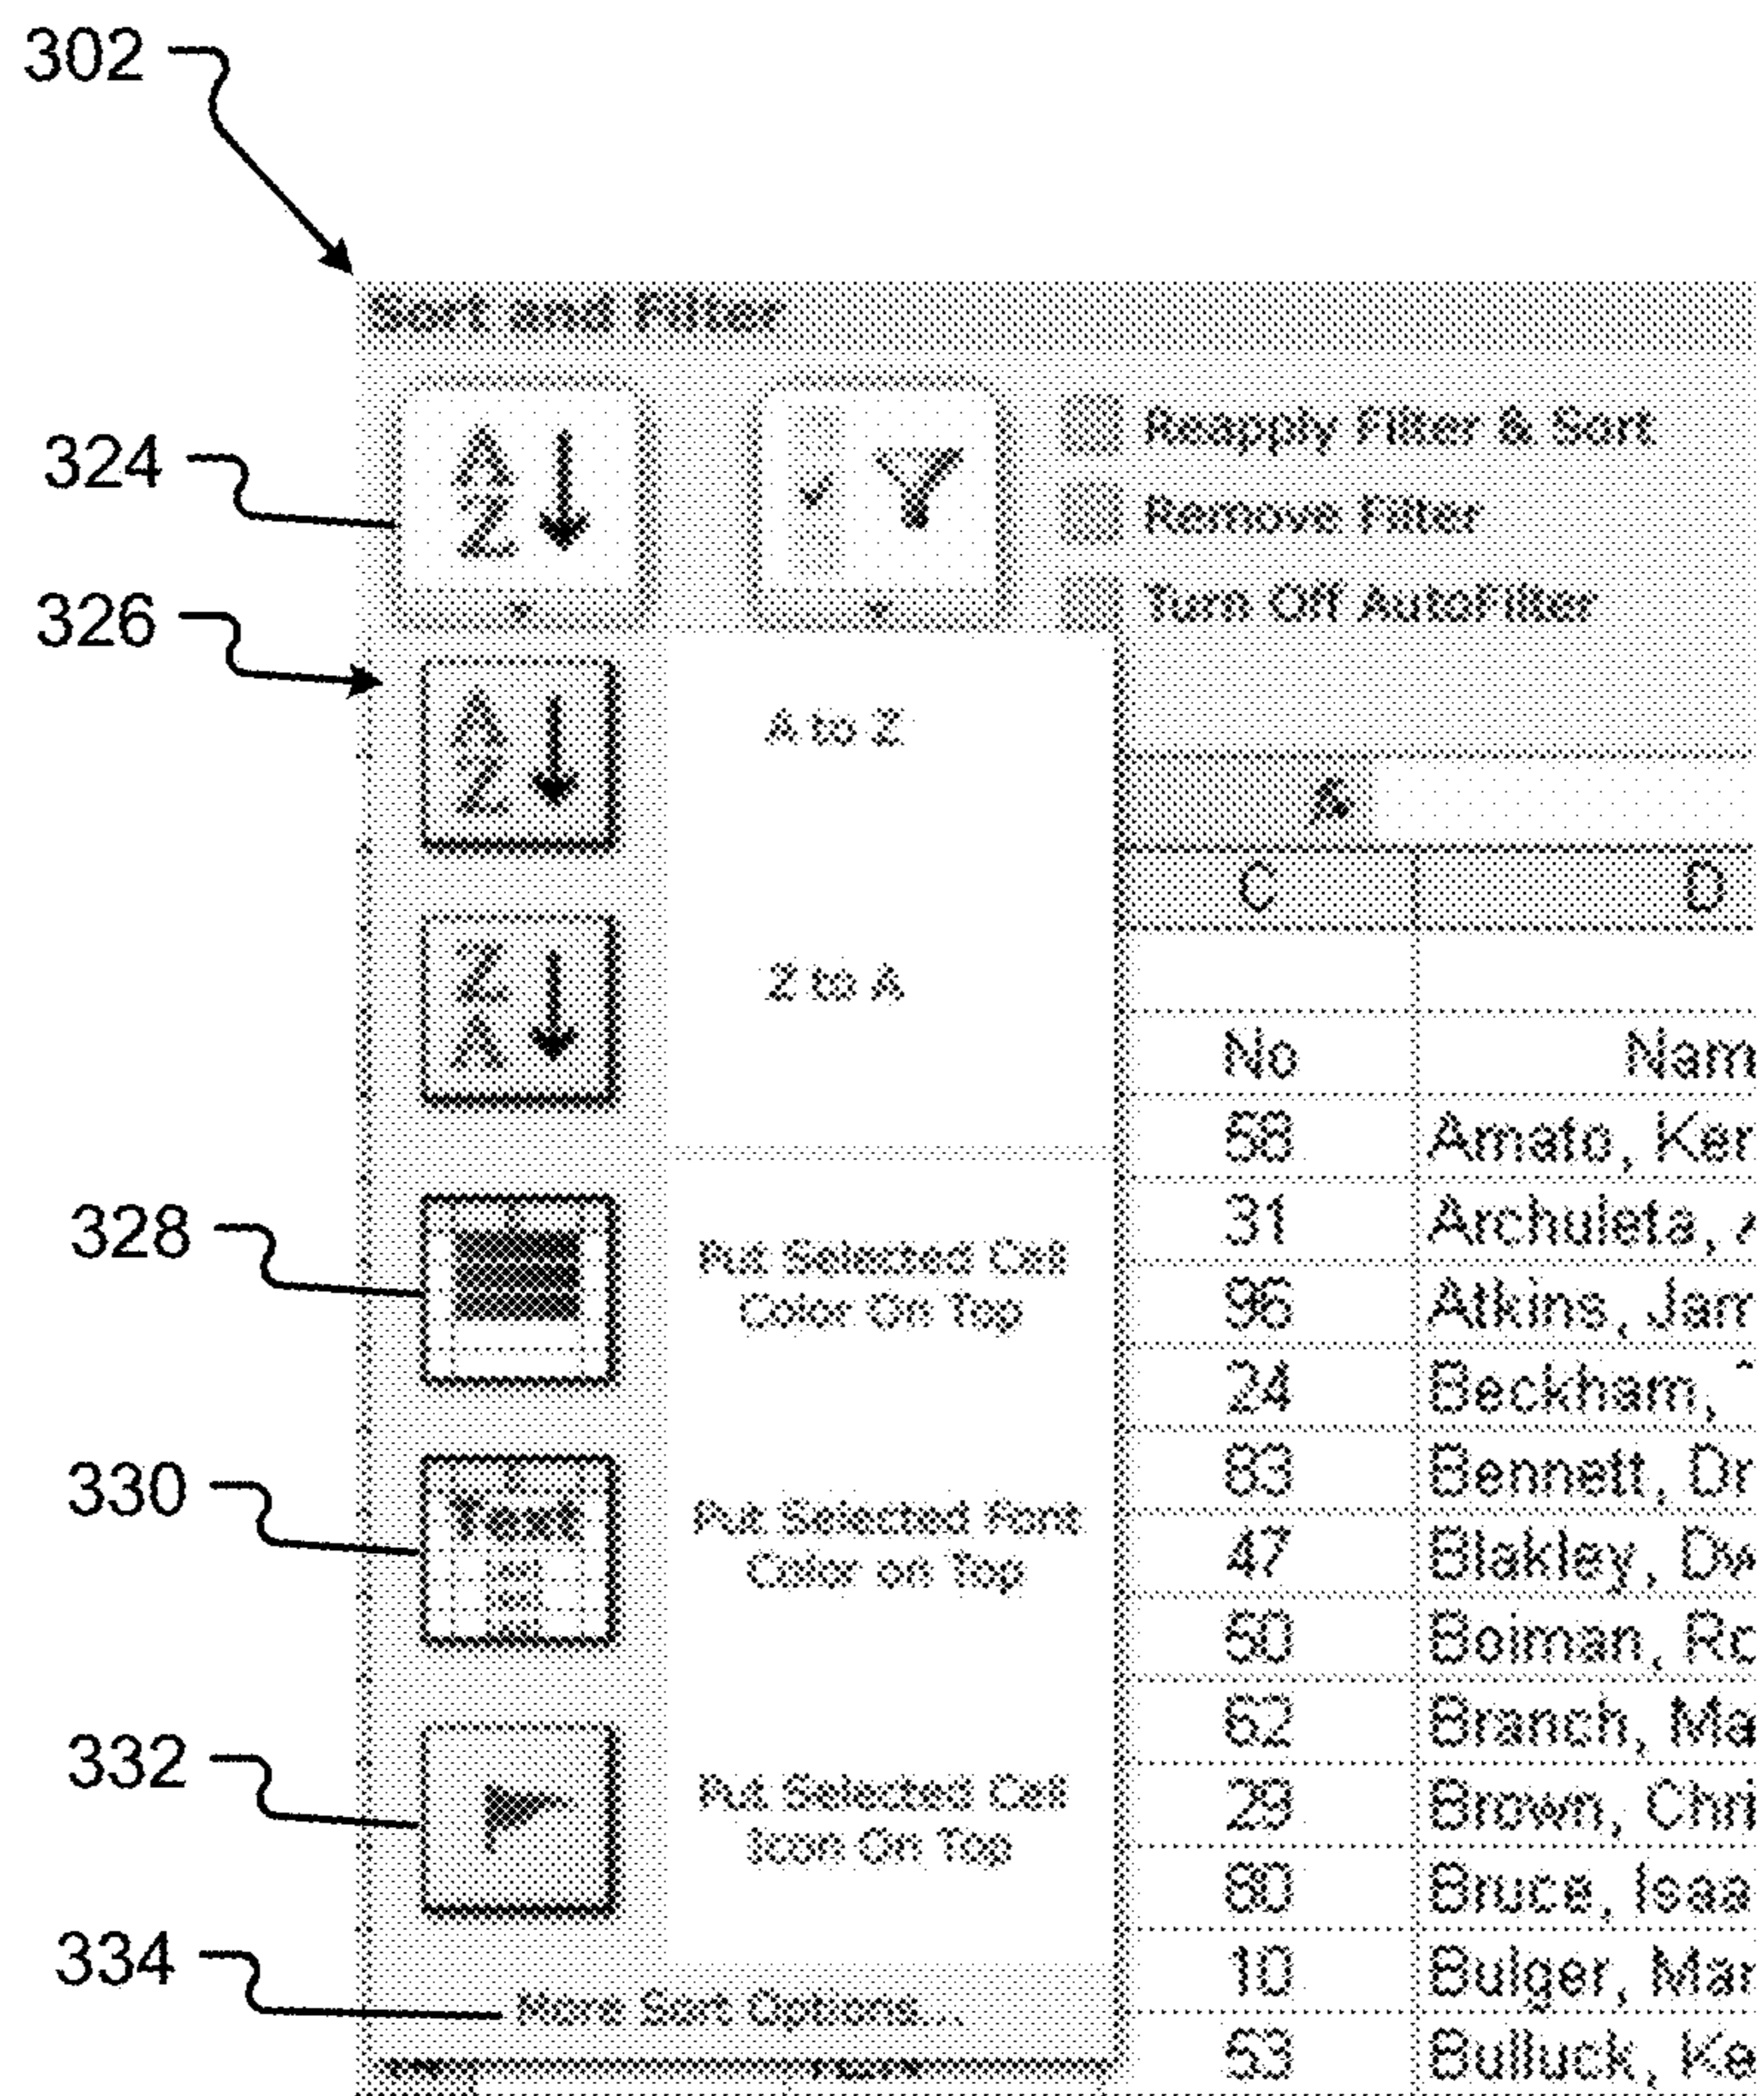 302
Sort and Filter
324
A
Z
Reapply Filter & Sort
Remove Filter
Turn Off AutoFilter
326
A
Z
A to Z
fx
C D
Z
A
Z to A
No Nam
58 Amato, Ker
31 Archuleta,
328
Put Selected Cell
Color On Top
96 Atkins, Jam
24 Beckham,
330
Text
Put Selected Font
Color on Top
83 Bennett, Dr
47 Blakley, Dw
50 Boiman, Ro
62 Branch, Ma
332
Put Selected Cell
Icon On Top
29 Brown, Chri
80 Bruce, Isaa
334
More Sort Options...
10 Bulger, Mar
53 Bulluck, Ke